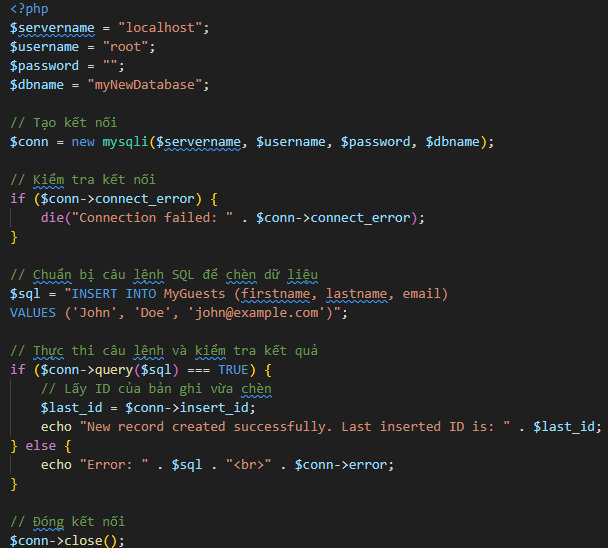 <?php
$servername = "localhost";
$username = "root";
$password = "";
$dbname = "myNewDatabase";
// Tạo kết nối
$conn = new mysqli($servername, $username, $password, $dbname);
// Kiểm tra kết nối
if ($conn->connect_error) {
die("Connection failed: " . $conn->connect_error);
}
// Chuẩn bị câu lệnh SQL để chèn dữ liệu
$sql = "INSERT INTO MyGuests (firstname, lastname, email)
VALUES ('John', 'Doe', 'john@example.com')";
// Thực thi câu lệnh và kiểm tra kết quả
if ($conn->query($sql) === TRUE) {
// Lấy ID của bản ghi vừa chèn
$last_id = $conn->insert_id;
echo "New record created successfully. Last inserted ID is: " . $last_id;
} else {
echo "Error: " . $sql . "<br>" . $conn->error;
}
// Đóng kết nối
$conn->close();